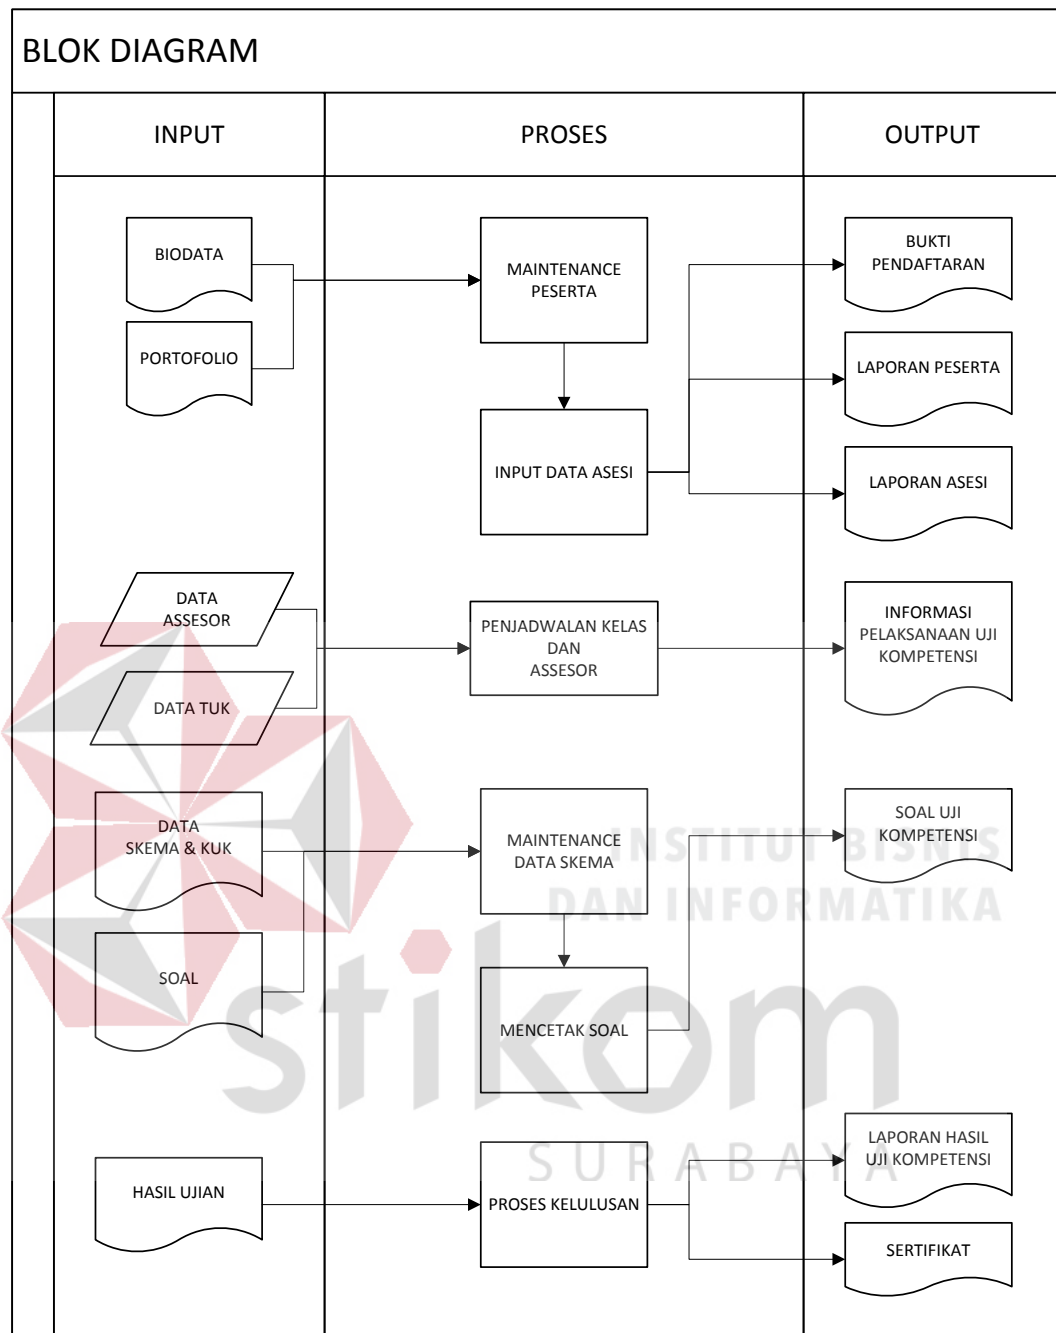 BLOK DIAGRAM
INPUT
PROSES
OUTPUT
BIODATA
PORTOFOLIO
MAINTENANCE
PESERTA
INPUT DATA ASESI
BUKTI
PENDAFTARAN
LAPORAN PESERTA
LAPORAN ASESI
DATA
ASSESOR
DATA TUK
PENJADWALAN KELAS
DAN
ASSESOR
INFORMASI
PELAKSANAAN UJI
KOMPETENSI
DATA
SKEMA & KUK
SOAL
MAINTENANCE
DATA SKEMA
MENCETAK SOAL
SOAL UJI
KOMPETENSI
HASIL UJIAN
PROSES KELULUSAN
LAPORAN HASIL
UJI KOMPETENSI
SERTIFIKAT
INSTITUT BISNIS
DAN INFORMATIKA
stikom
SURABAYA